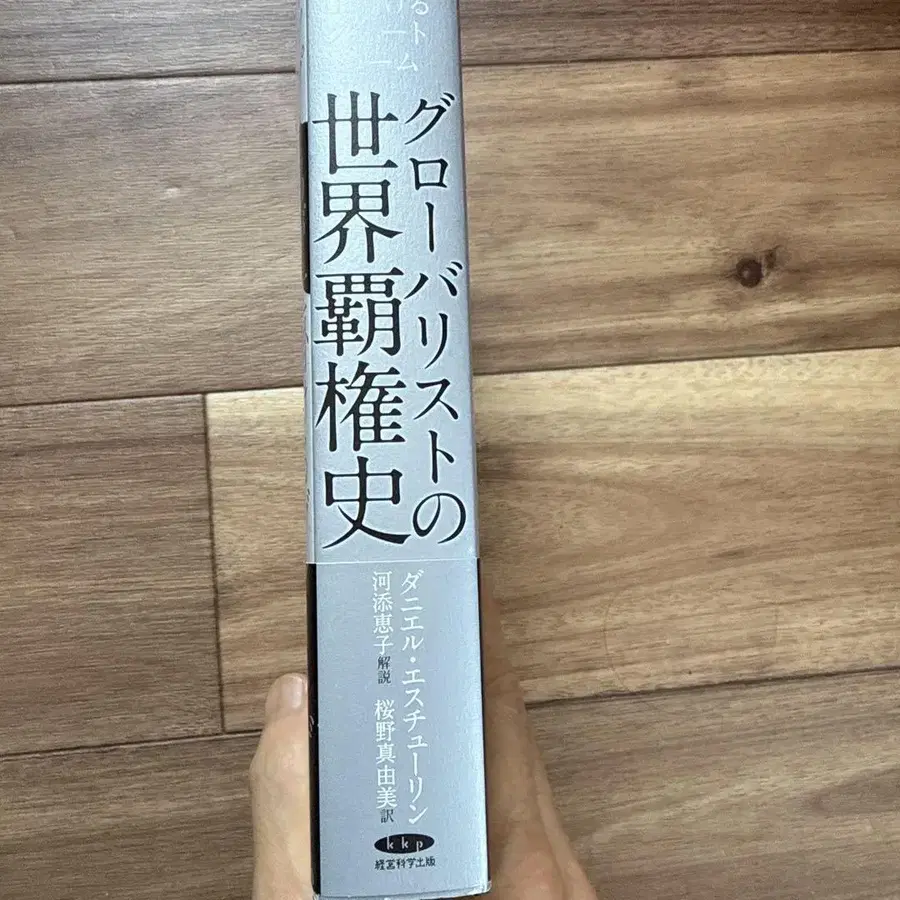 グローバリストの
世界覇権史
ダニエル・エスチューリン
河添恵子 解説 桜野真由美 訳
kkp
経営科学出版